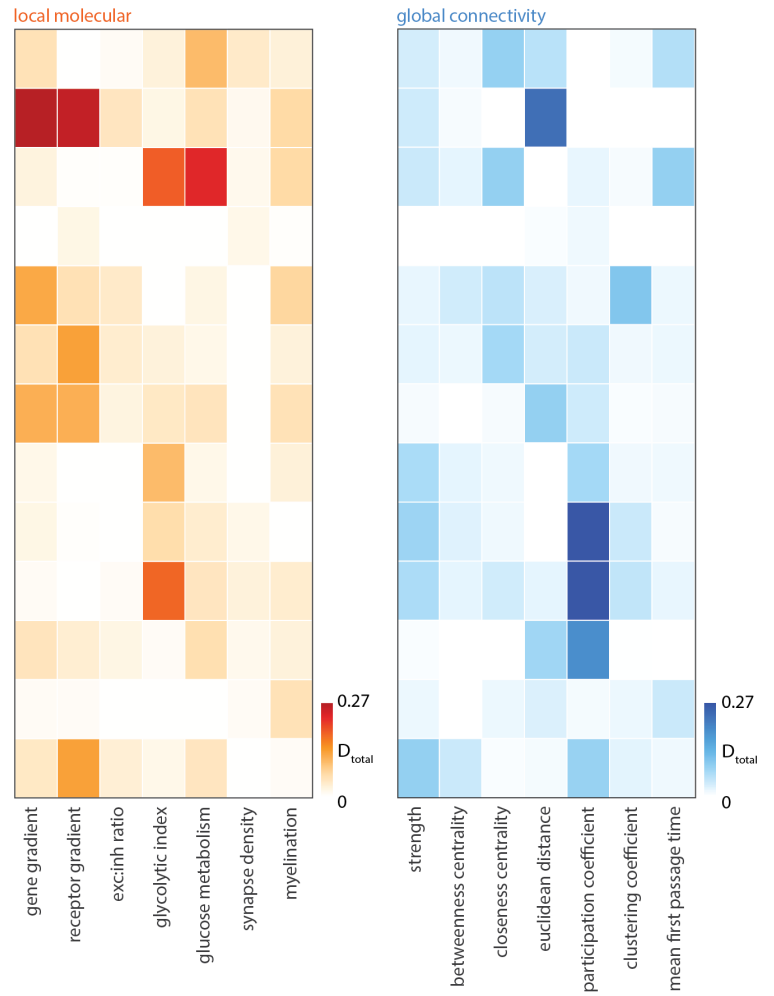 local molecular
global connectivity
0.27
D total
0
0.27
D total
0
gene gradient
receptor gradient
exc:inh ratio
glycolytic index
glucose metabolism
synapse density
myelination
strength
betweenness centrality
closeness centrality
euclidean distance
participation coefficient
clustering coefficient
mean first passage time